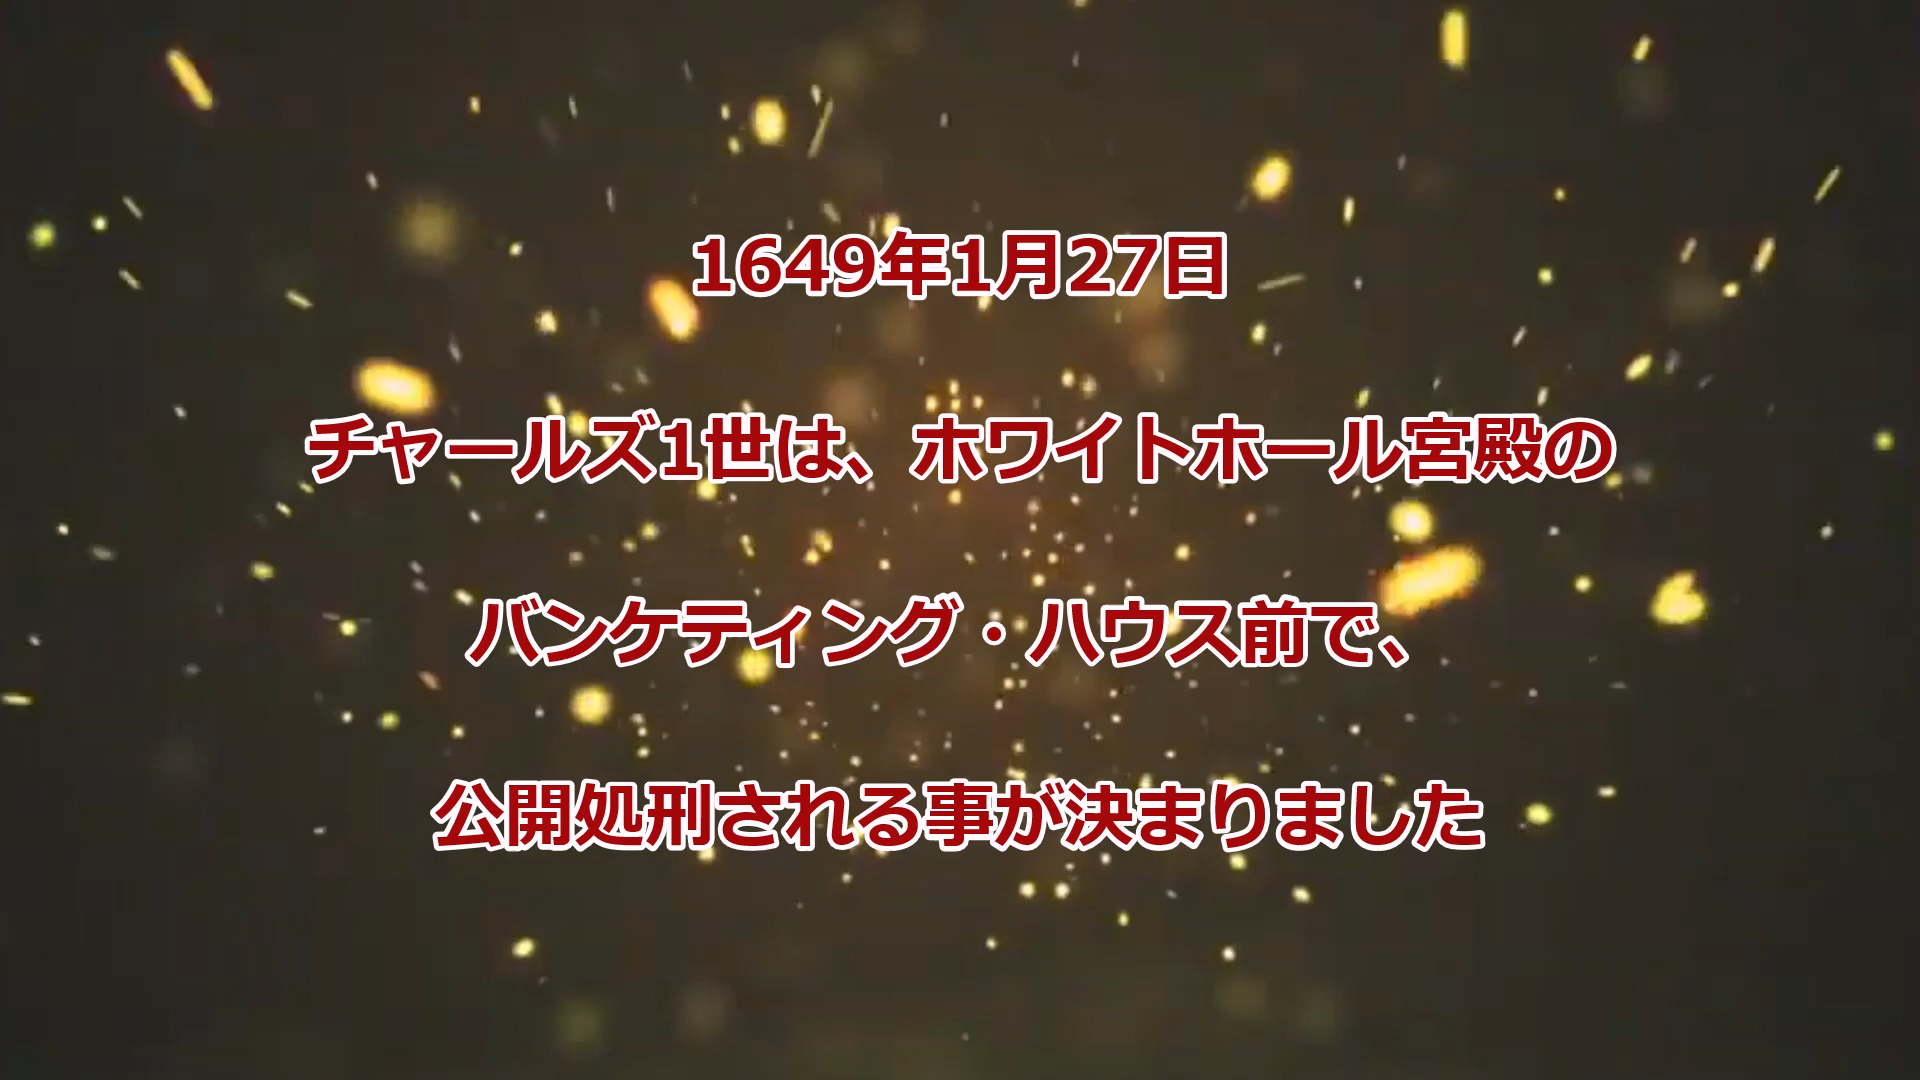 1649年1月27日
チャールズ1世は、ホワイトホール宮殿の
バンケティング・ハウス前で、
公開処刑される事が決まりました